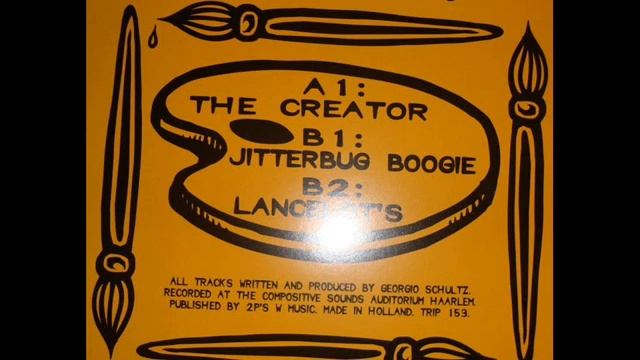 A1:
THE CREATOR
B1:
JITTERBUG BOOGIE
B2:
ALL TRACKS WRITTEN AND PRODUCED BY GEORGIO SCHULTZ.
RECORDED AT THE COMPOSITIVE SOUNDS AUDITORIUM HAARLEM.
PUBLISHED BY 2P'S W MUSIC. MADE IN HOLLAND. TRIP 153.